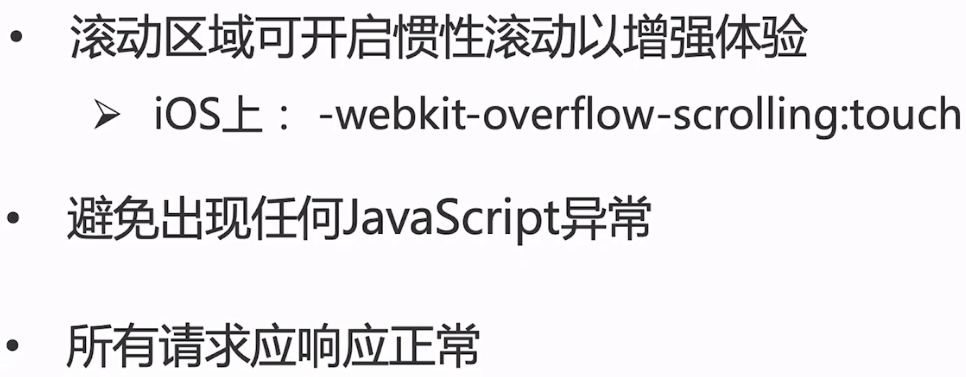 • 滚动区域可开启惯性滚动以增强体验
➢ iOS上： -webkit-overflow-scrolling:touch
• 避免出现任何JavaScript异常
• 所有请求应响应正常